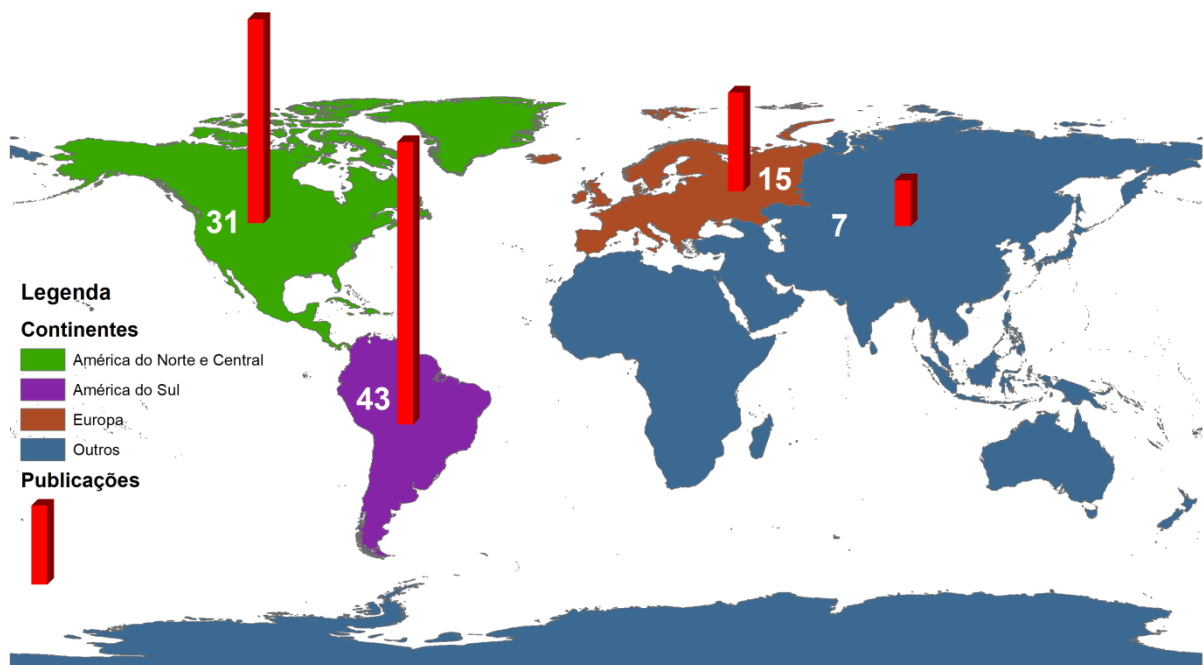 15
7
31
43
Legenda
Continentes
América do Norte e Central
América do Sul
Europa
Outros
Publicações